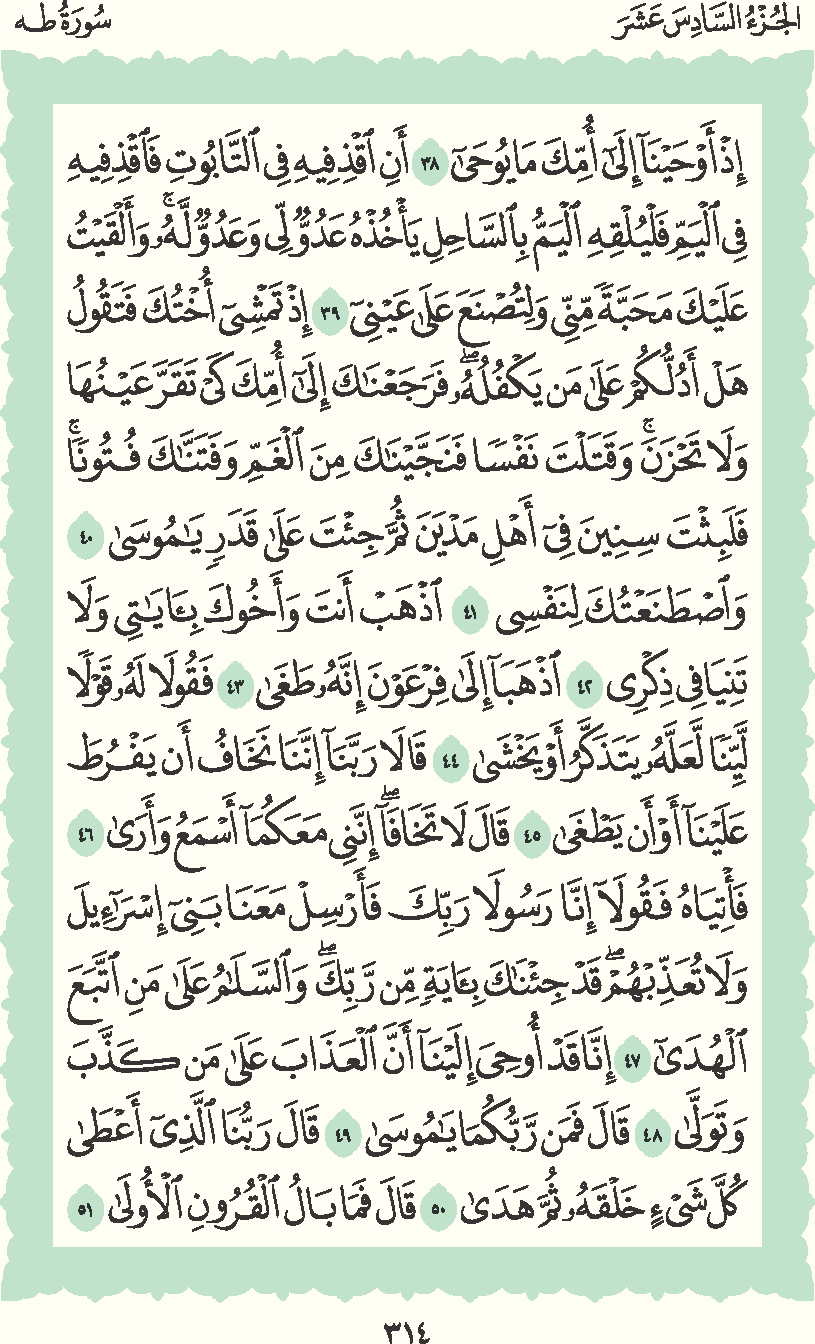 الجُزْءُ السَّادِسَ عَشَرَ
سُورَةُ طه
إِذْ أَوْحَيْنَآ إِلَىٰٓ أُمِّكَ مَا يُوحَىٰٓ ٣٨ أَنِ ٱقْذِفِيهِ فِى ٱلتَّابُوتِ فَٱقْذِفِيهِ
فِى ٱلْيَمِّ فَلْيُلْقِهِ ٱلْيَمُّ بِٱلسَّاحِلِ يَأْخُذْهُ عَدُوٌّ لِّى وَعَدُوٌّ لَّهُۥ ۚ وَأَلْقَيْتُ
عَلَيْكَ مَحَبَّةً مِّنِّى وَلِتُصْنَعَ عَلَىٰ عَيْنِىٓ ٣٩ إِذْ تَمْشِىٓ أُخْتُكَ فَتَقُولُ
هَلْ أَدُلُّكُمْ عَلَىٰ مَن يَكْفُلُهُۥ ۖ فَرَجَعْنَٰكَ إِلَىٰٓ أُمِّكَ كَىْ تَقَرَّ عَيْنُهَا
وَلَا تَحْزَنَ ۚ وَقَتَلْتَ نَفْسًا فَنَجَّيْنَٰكَ مِنَ ٱلْغَمِّ وَفَتَنَّٰكَ فُتُونًا ۚ
فَلَبِثْتَ سِنِينَ فِىٓ أَهْلِ مَدْيَنَ ثُمَّ جِئْتَ عَلَىٰ قَدَرٍ يَٰمُوسَىٰ ٤٠
وَٱصْطَنَعْتُكَ لِنَفْسِى ٤١ ٱذْهَبْ أَنتَ وَأَخُوكَ بِـَٔايَٰتِى وَلَا
تَنِيَا فِى ذِكْرِى ٤٢ ٱذْهَبَآ إِلَىٰ فِرْعَوْنَ إِنَّهُۥ طَغَىٰ ٤٣ فَقُولَا لَهُۥ قَوْلًا
لَّيِّنًا لَّعَلَّهُۥ يَتَذَكَّرُ أَوْ يَخْشَىٰ ٤٤ قَالَا رَبَّنَآ إِنَّنَا نَخَافُ أَن يَفْرُطَ
عَلَيْنَآ أَوْ أَن يَطْغَىٰ ٤٥ قَالَ لَا تَخَافَآ ۖ إِنَّنِى مَعَكُمَآ أَسْمَعُ وَأَرَىٰ ٤٦
فَأْتِيَاهُ فَقُولَآ إِنَّا رَسُولَا رَبِّكَ فَأَرْسِلْ مَعَنَا بَنِىٓ إِسْرَٰٓءِيلَ
وَلَا تُعَذِّبْهُمْ ۖ قَدْ جِئْنَٰكَ بِـَٔايَةٍ مِّن رَّبِّكَ ۖ وَٱلسَّلَٰمُ عَلَىٰ مَنِ ٱتَّبَعَ
ٱلْهُدَىٰٓ ٤٧ إِنَّا قَدْ أُوحِىَ إِلَيْنَآ أَنَّ ٱلْعَذَابَ عَلَىٰ مَن كَذَّبَ
وَتَوَلَّىٰ ٤٨ قَالَ فَمَن رَّبُّكُمَا يَٰمُوسَىٰ ٤٩ قَالَ رَبُّنَا ٱلَّذِىٓ أَعْطَىٰ
كُلَّ شَىْءٍ خَلْقَهُۥ ثُمَّ هَدَىٰ ٥٠ قَالَ فَمَا بَالُ ٱلْقُرُونِ ٱلْأُولَىٰ ٥١
٣١٤